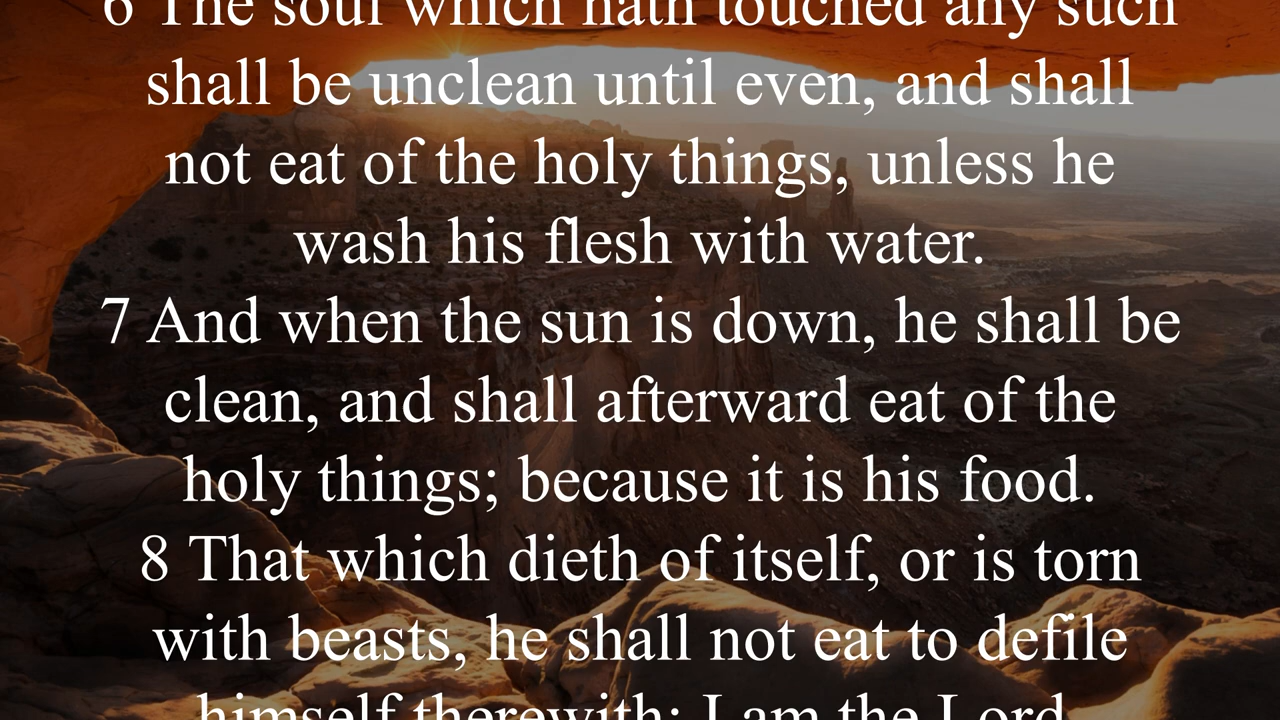 6 The soul which hath touched any such
shall be unclean until even, and shall
not eat of the holy things, unless he
wash his flesh with water.
7 And when the sun is down, he shall be
clean, and shall afterward eat of the
holy things; because it is his food.
8 That which dieth of itself, or is torn
with beasts, he shall not eat to defile
himself therewith: I am the Lord.